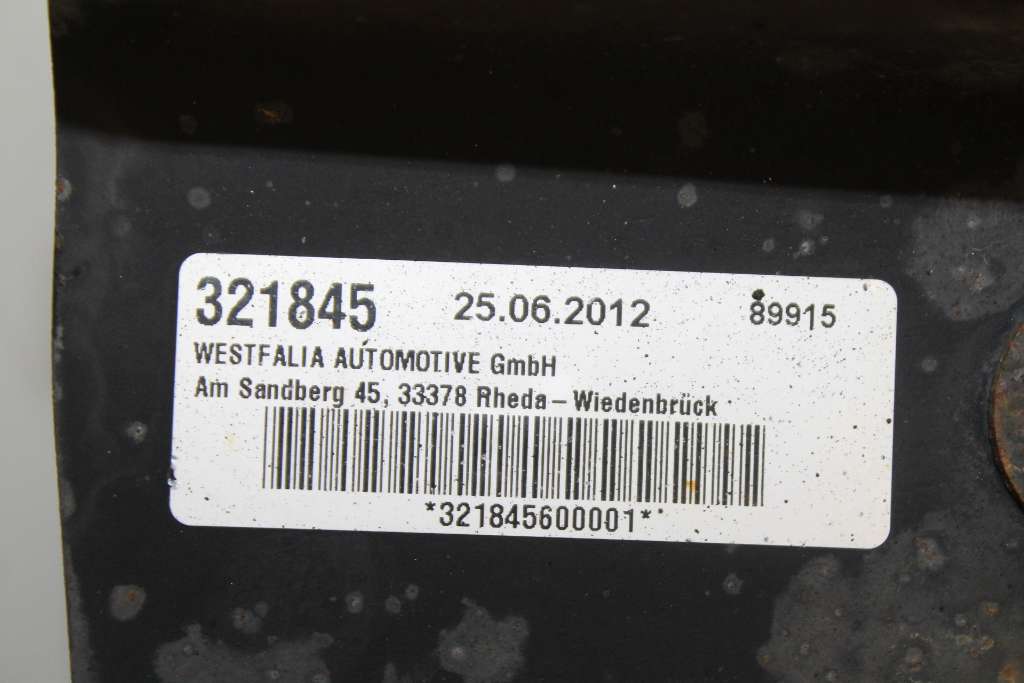 321845 25.06.2012 89915
WESTFALIA AUTOMOTIVE GmbH
Am Sandberg 45, 33378 Rheda-Wiedenbrück
*321845600001*